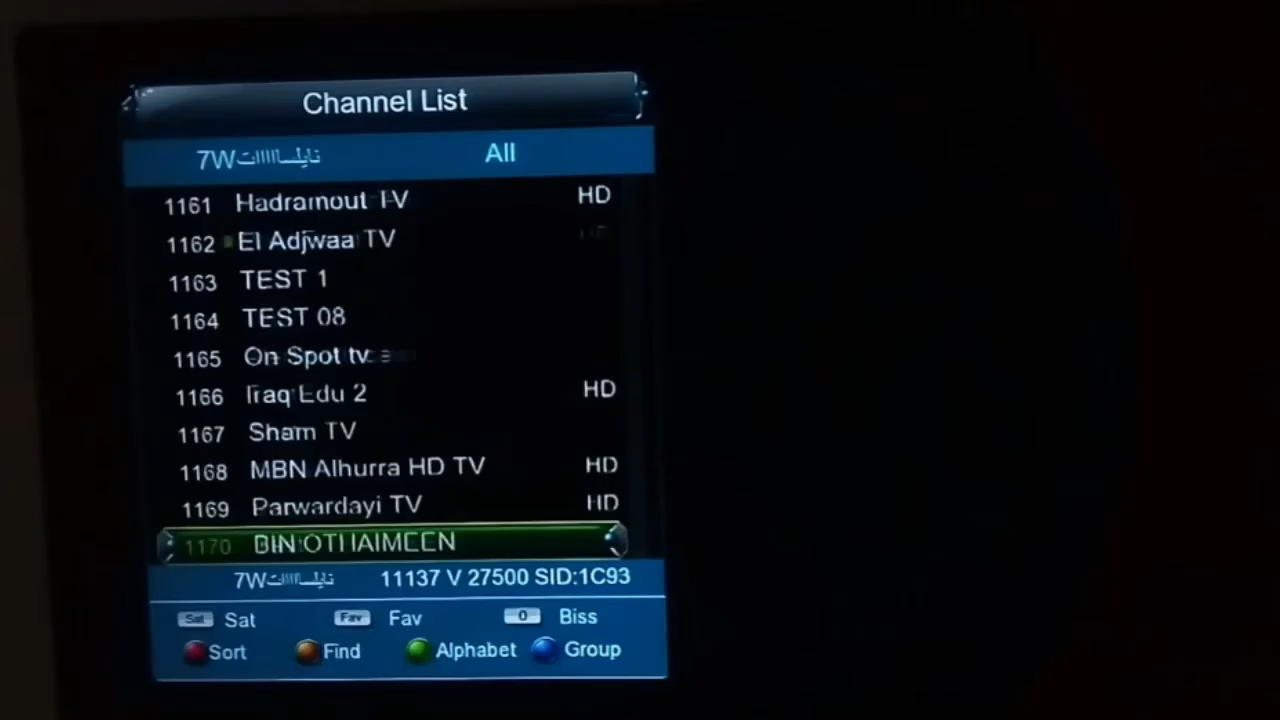 Channel List
7W نايلســاااااات All
1161 Hadramout TV HD
1162 El Adjwaa TV
1163 TEST 1
1164 TEST 08
1165 On Spot tv
1166 Iraq Edu 2 HD
1167 Sham TV
1168 MBN Alhurra HD TV HD
1169 Parwardayi TV HD
1170 BIN OTHAIMEEN
7W نايلســاااااات 11137 V 27500 SID:1C93
Sat Sat Fav Fav 0 Biss
Sort Find Alphabet Group